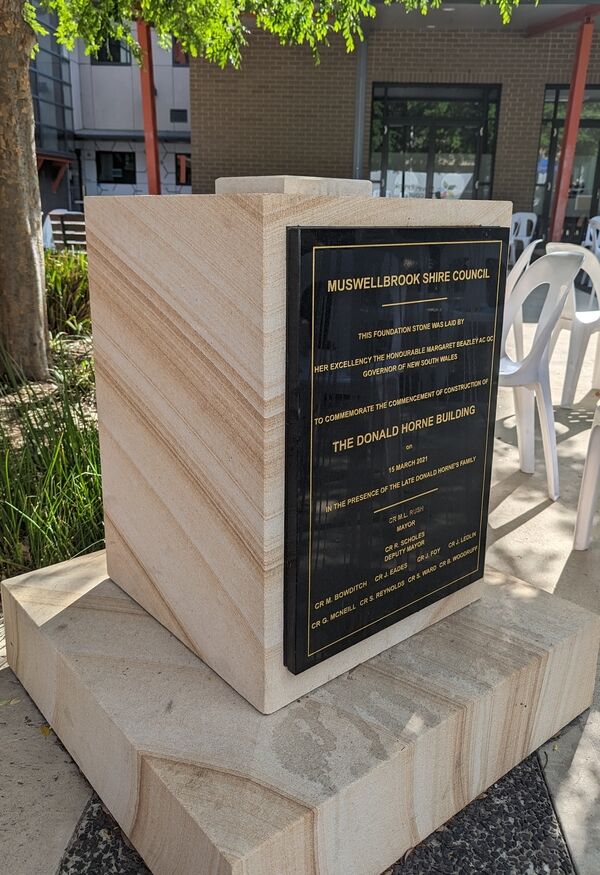 MUSWELLBROOK SHIRE COUNCIL
THIS FOUNDATION STONE WAS LAID BY
HER EXCELLENCY THE HONOURABLE MARGARET BEAZLEY AC QC
GOVERNOR OF NEW SOUTH WALES
TO COMMEMORATE THE COMMENCEMENT OF CONSTRUCTION OF
THE DONALD HORNE BUILDING
on
15 MARCH 2021
IN THE PRESENCE OF THE LATE DONALD HORNE'S FAMILY
CR M.L. RUSH
MAYOR
CR R. SCHOLES
DEPUTY MAYOR
CR M. BOWDITCH CR J. EADES CR J. FOY CR J. LEDLIN
CR G. MCNEILL CR S. REYNOLDS CR S. WARD CR B. WOODRUFF